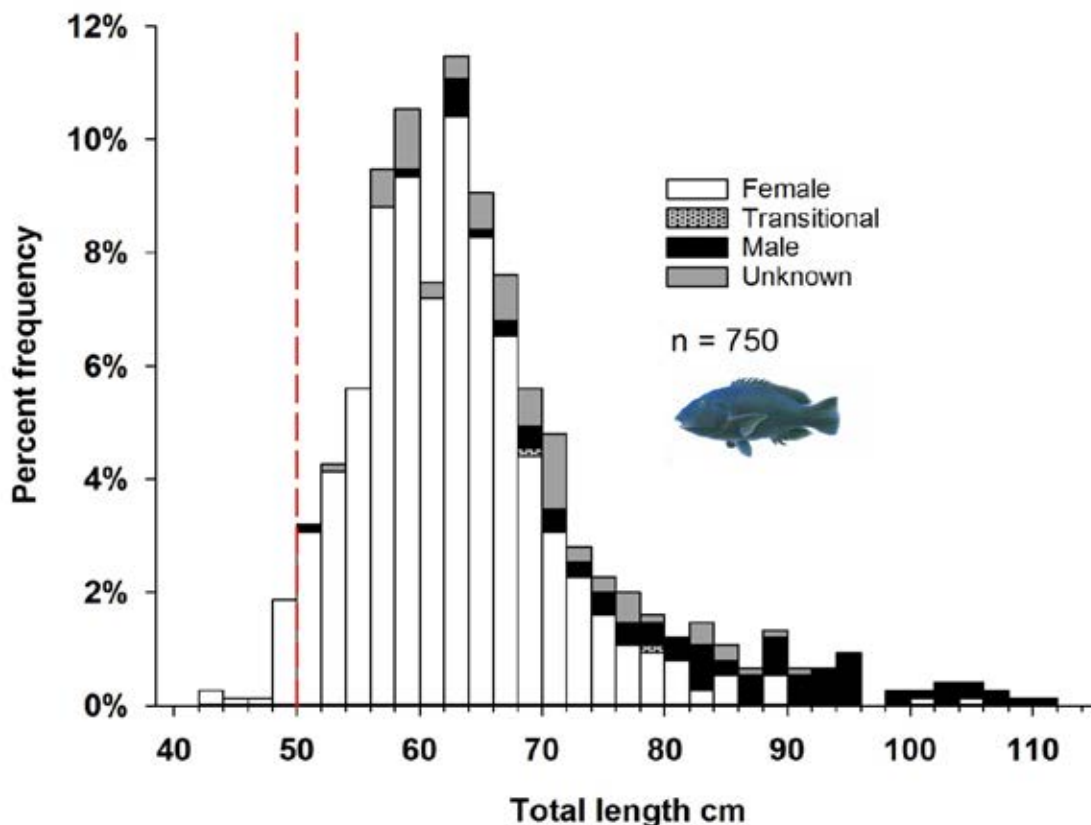 12%
10%
8%
6%
4%
2%
0%
Percent frequency
Female
Transitional
Male
Unknown
n = 750
40 50 60 70 80 90 100 110
Total length cm